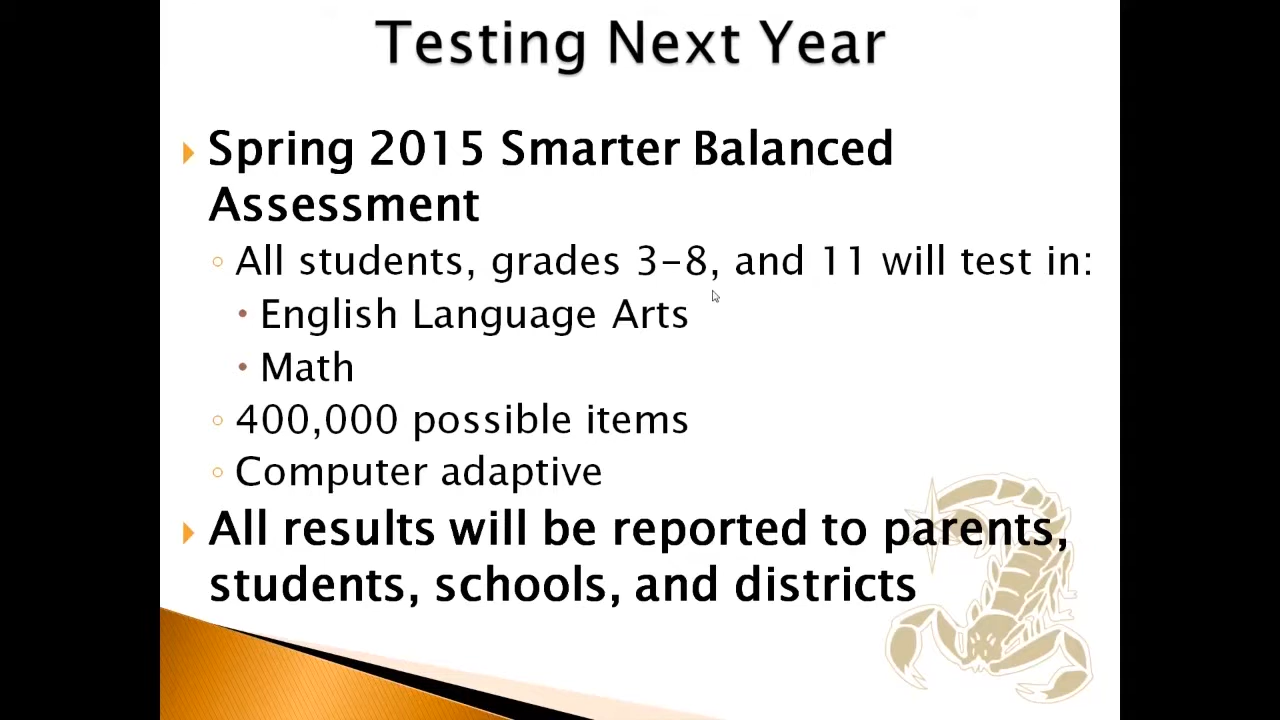 Testing Next Year
Spring 2015 Smarter Balanced
Assessment
All students, grades 3-8, and 11 will test in:
English Language Arts
Math
400,000 possible items
Computer adaptive
All results will be reported to parents,
students, schools, and districts